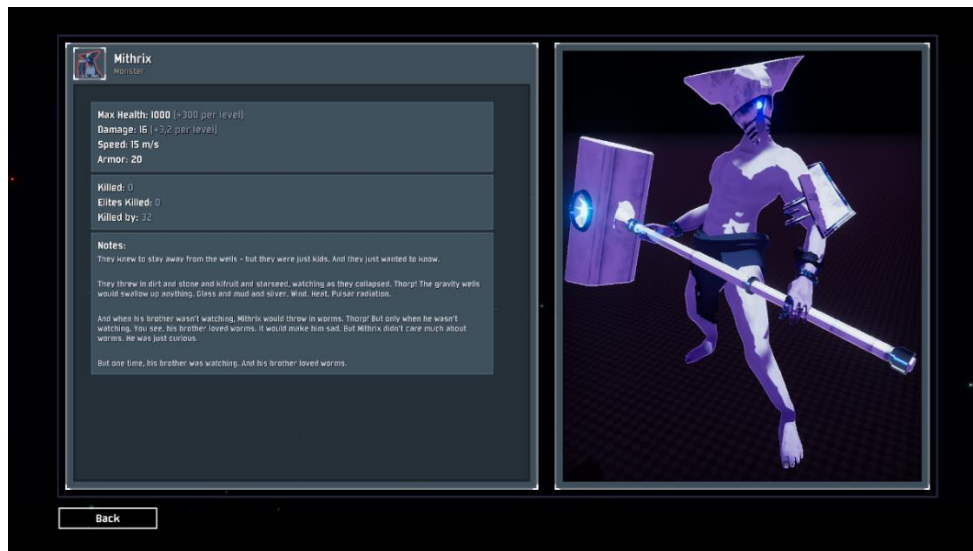 Mithrix
Monster
Max Health: 1000 (+300 per level)
Damage: 16 (+3,2 per level)
Speed: 15 m/s
Armor: 20
Killed: 0
Elites Killed: 0
Killed by: 32
Notes:
They knew to stay away from the wells - but they were just kids. And they just wanted to know.
They threw in dirt and stone and kifruit and starseed, watching as they collapsed. Thorp! The gravity wells
would swallow up anything. Glass and mud and silver. Wind. Heat. Pulsar radiation.
And when his brother wasn't watching, Mithrix would throw in worms. Thorp! But only when he wasn't
watching. You see, his brother loved worms. It would make him sad. But Mithrix didn't care much about
worms. He was just curious.
But one time, his brother was watching. And his brother loved worms.
Back